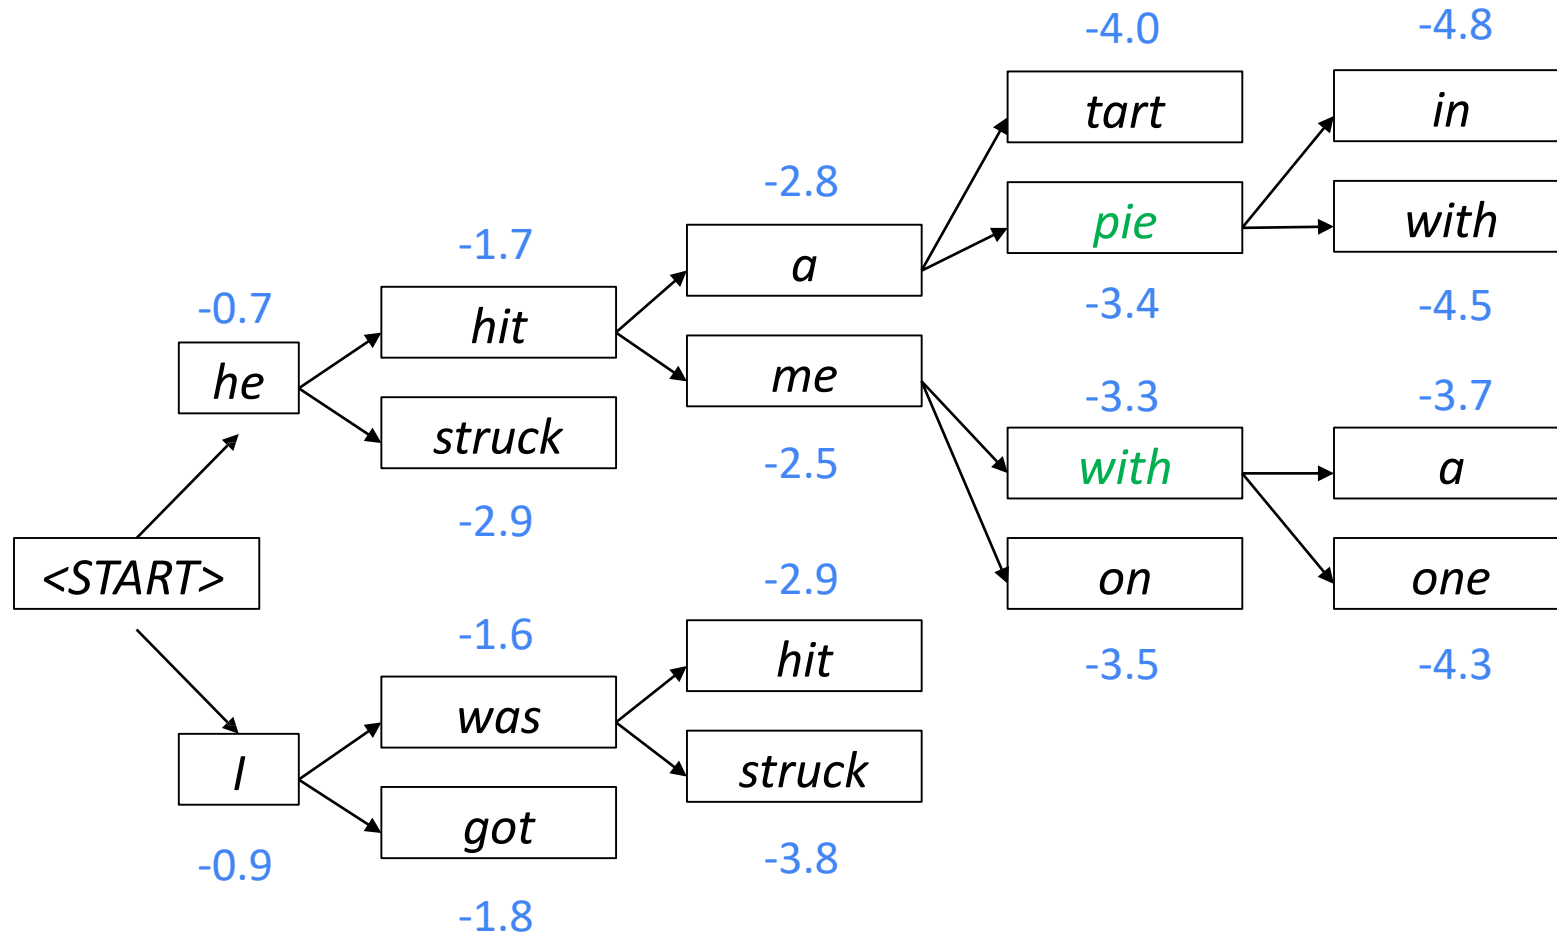 -4.0
-4.8
tart
in
-2.8
pie
with
-1.7
a
-3.4
-4.5
-0.7
hit
me
-3.3
-3.7
he
struck
-2.5
with
a
-2.9
<START>
-2.9
on
one
-1.6
hit
-3.5
-4.3
was
I
struck
got
-0.9
-3.8
-1.8